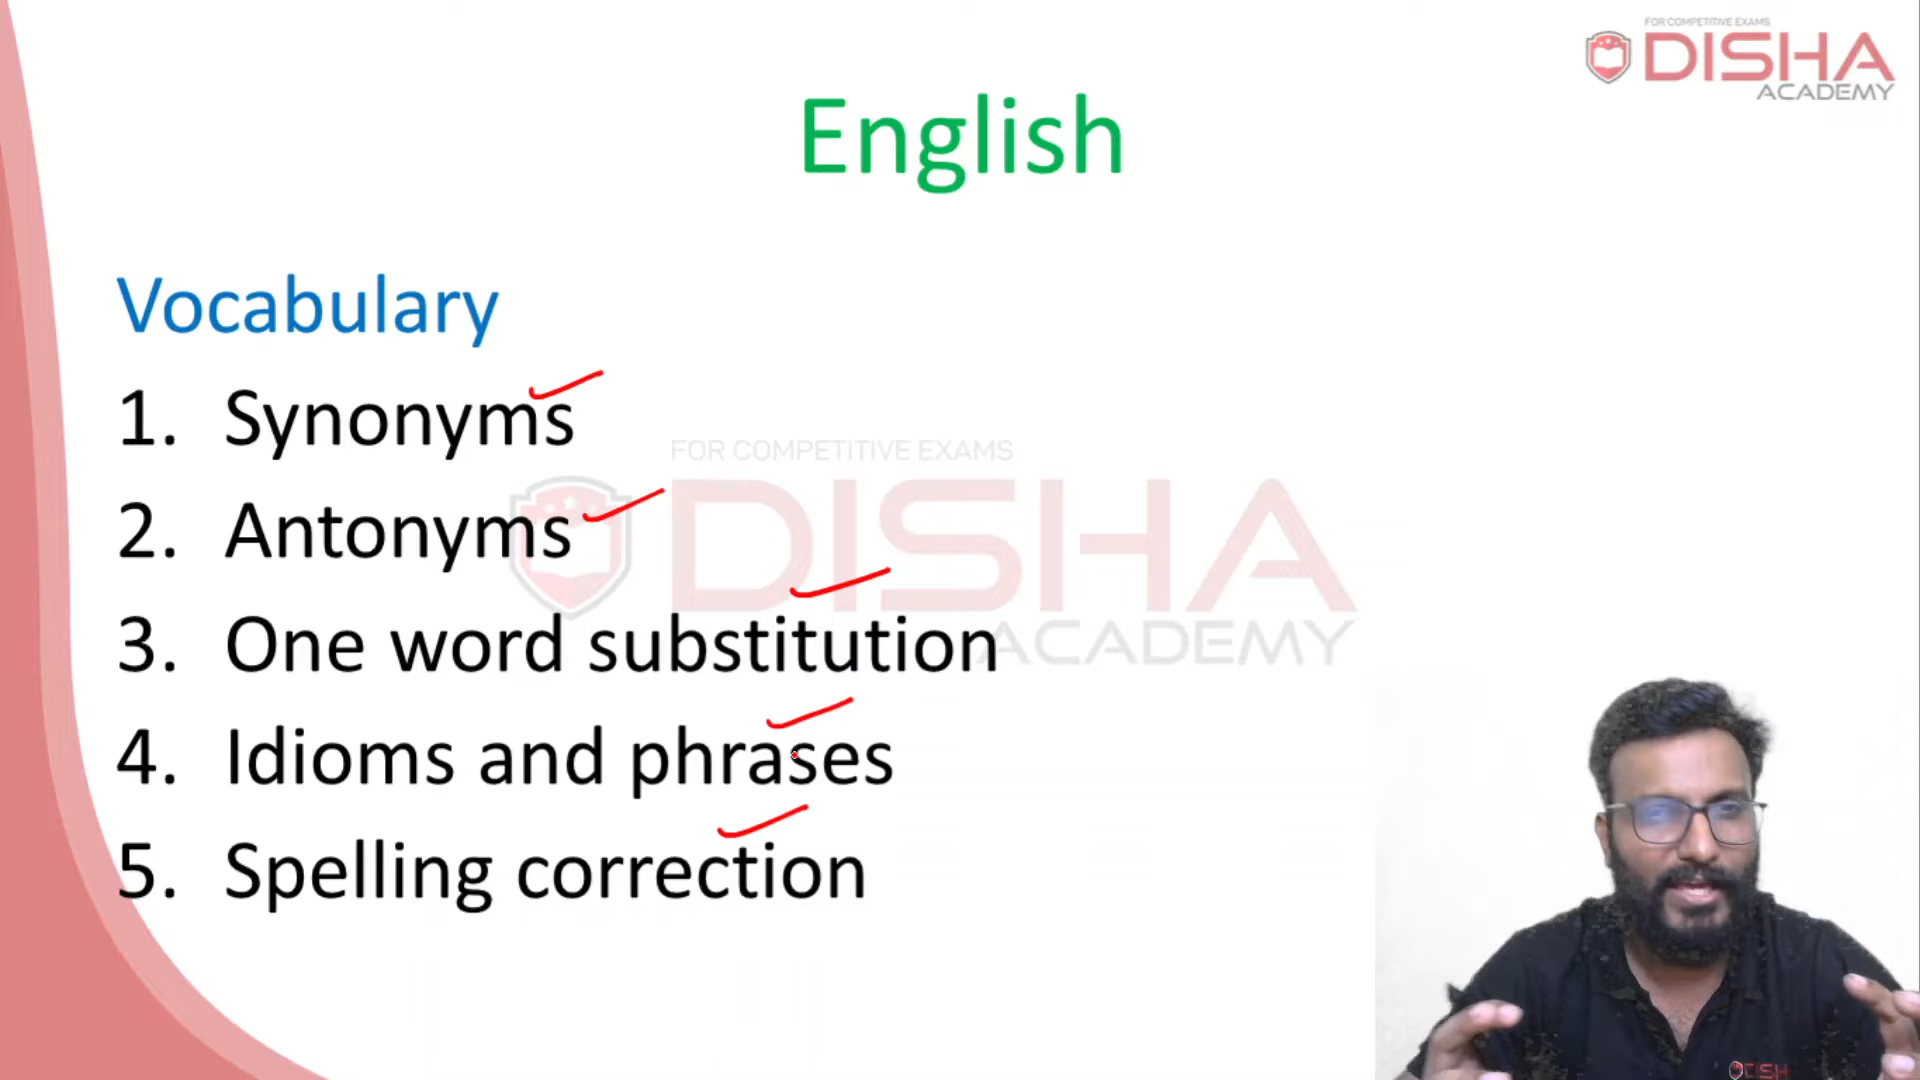 FOR COMPETITIVE EXAMS
DISHA
ACADEMY
English
Vocabulary
1. Synonyms
2. Antonyms
3. One word substitution
4. Idioms and phrases
5. Spelling correction
FOR COMPETITIVE EXAMS
DISHA
ACADEMY
DISHA